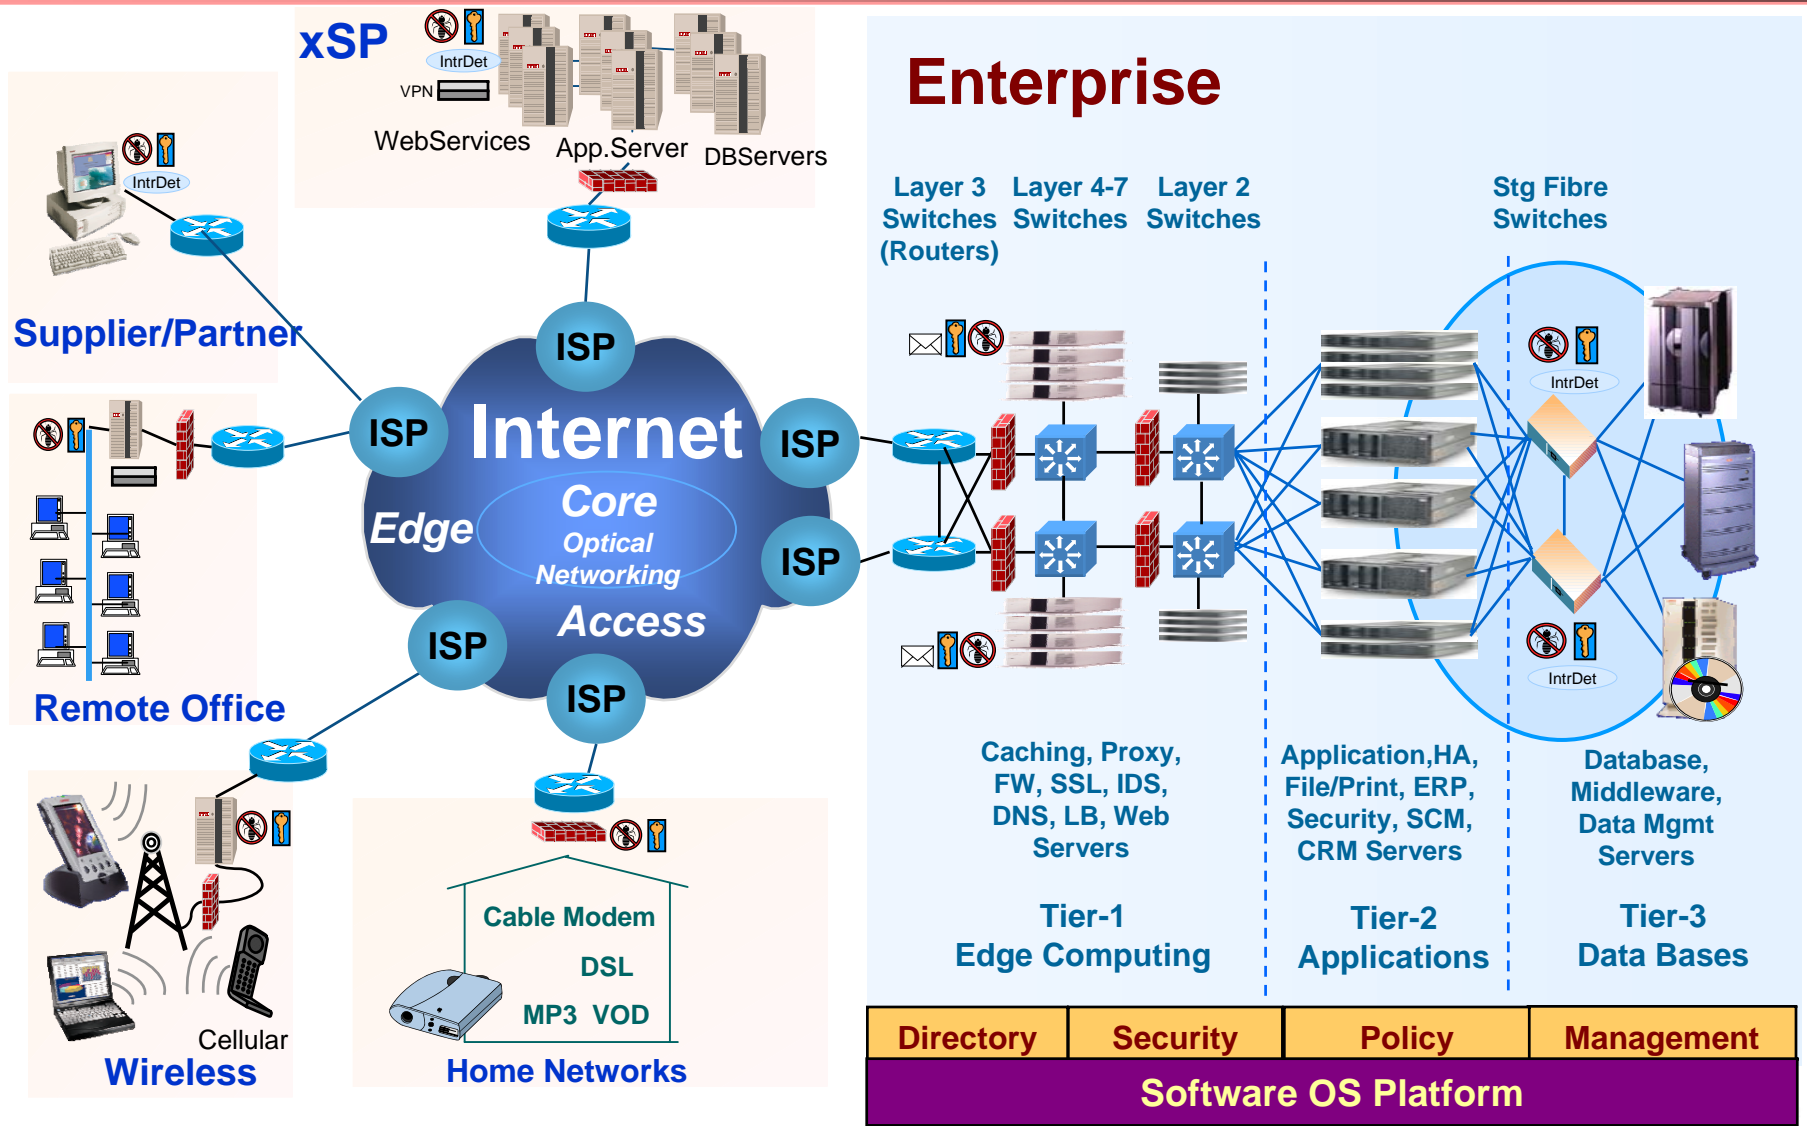 xSP
IntrDet
VPN
WebServices
App.Server
DBServers
IntrDet
Supplier/Partner
Remote Office
Cellular
Wireless
Cable Modem
DSL
MP3 VOD
Home Networks
ISP
ISP
ISP
ISP
ISP
ISP
Internet
Core
Optical
Networking
Edge
Access
Enterprise
Layer 3
Switches
(Routers)
Layer 4-7
Switches
Layer 2
Switches
Stg Fibre
Switches
IntrDet
IntrDet
Caching, Proxy,
FW, SSL, IDS,
DNS, LB, Web
Servers
Application,HA,
File/Print, ERP,
Security, SCM,
CRM Servers
Database,
Middleware,
Data Mgmt
Servers
Tier-1
Edge Computing
Tier-2
Applications
Tier-3
Data Bases
Directory
Security
Policy
Management
Software OS Platform